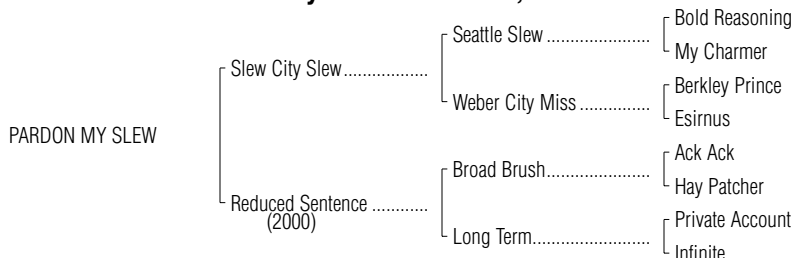 Bold Reasoning
Seattle Slew ......................
My Charmer
Slew City Slew..................
Berkley Prince
Weber City Miss ...............
Esirnus
PARDON MY SLEW
Ack Ack
Broad Brush......................
Hay Patcher
Reduced Sentence ............
(2000)
Private Account
Long Term.........................
Infinite